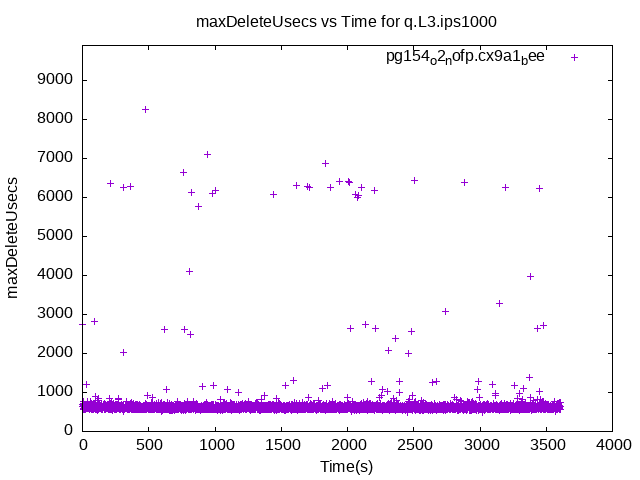 maxDeleteUsecs vs Time for q.L3.ips1000
pg154o2nofp.cx9a1bee
9000
8000
7000
6000
5000
4000
3000
2000
1000
0
maxDeleteUsecs
0 500 1000 1500 2000 2500 3000 3500 4000
Time(s)